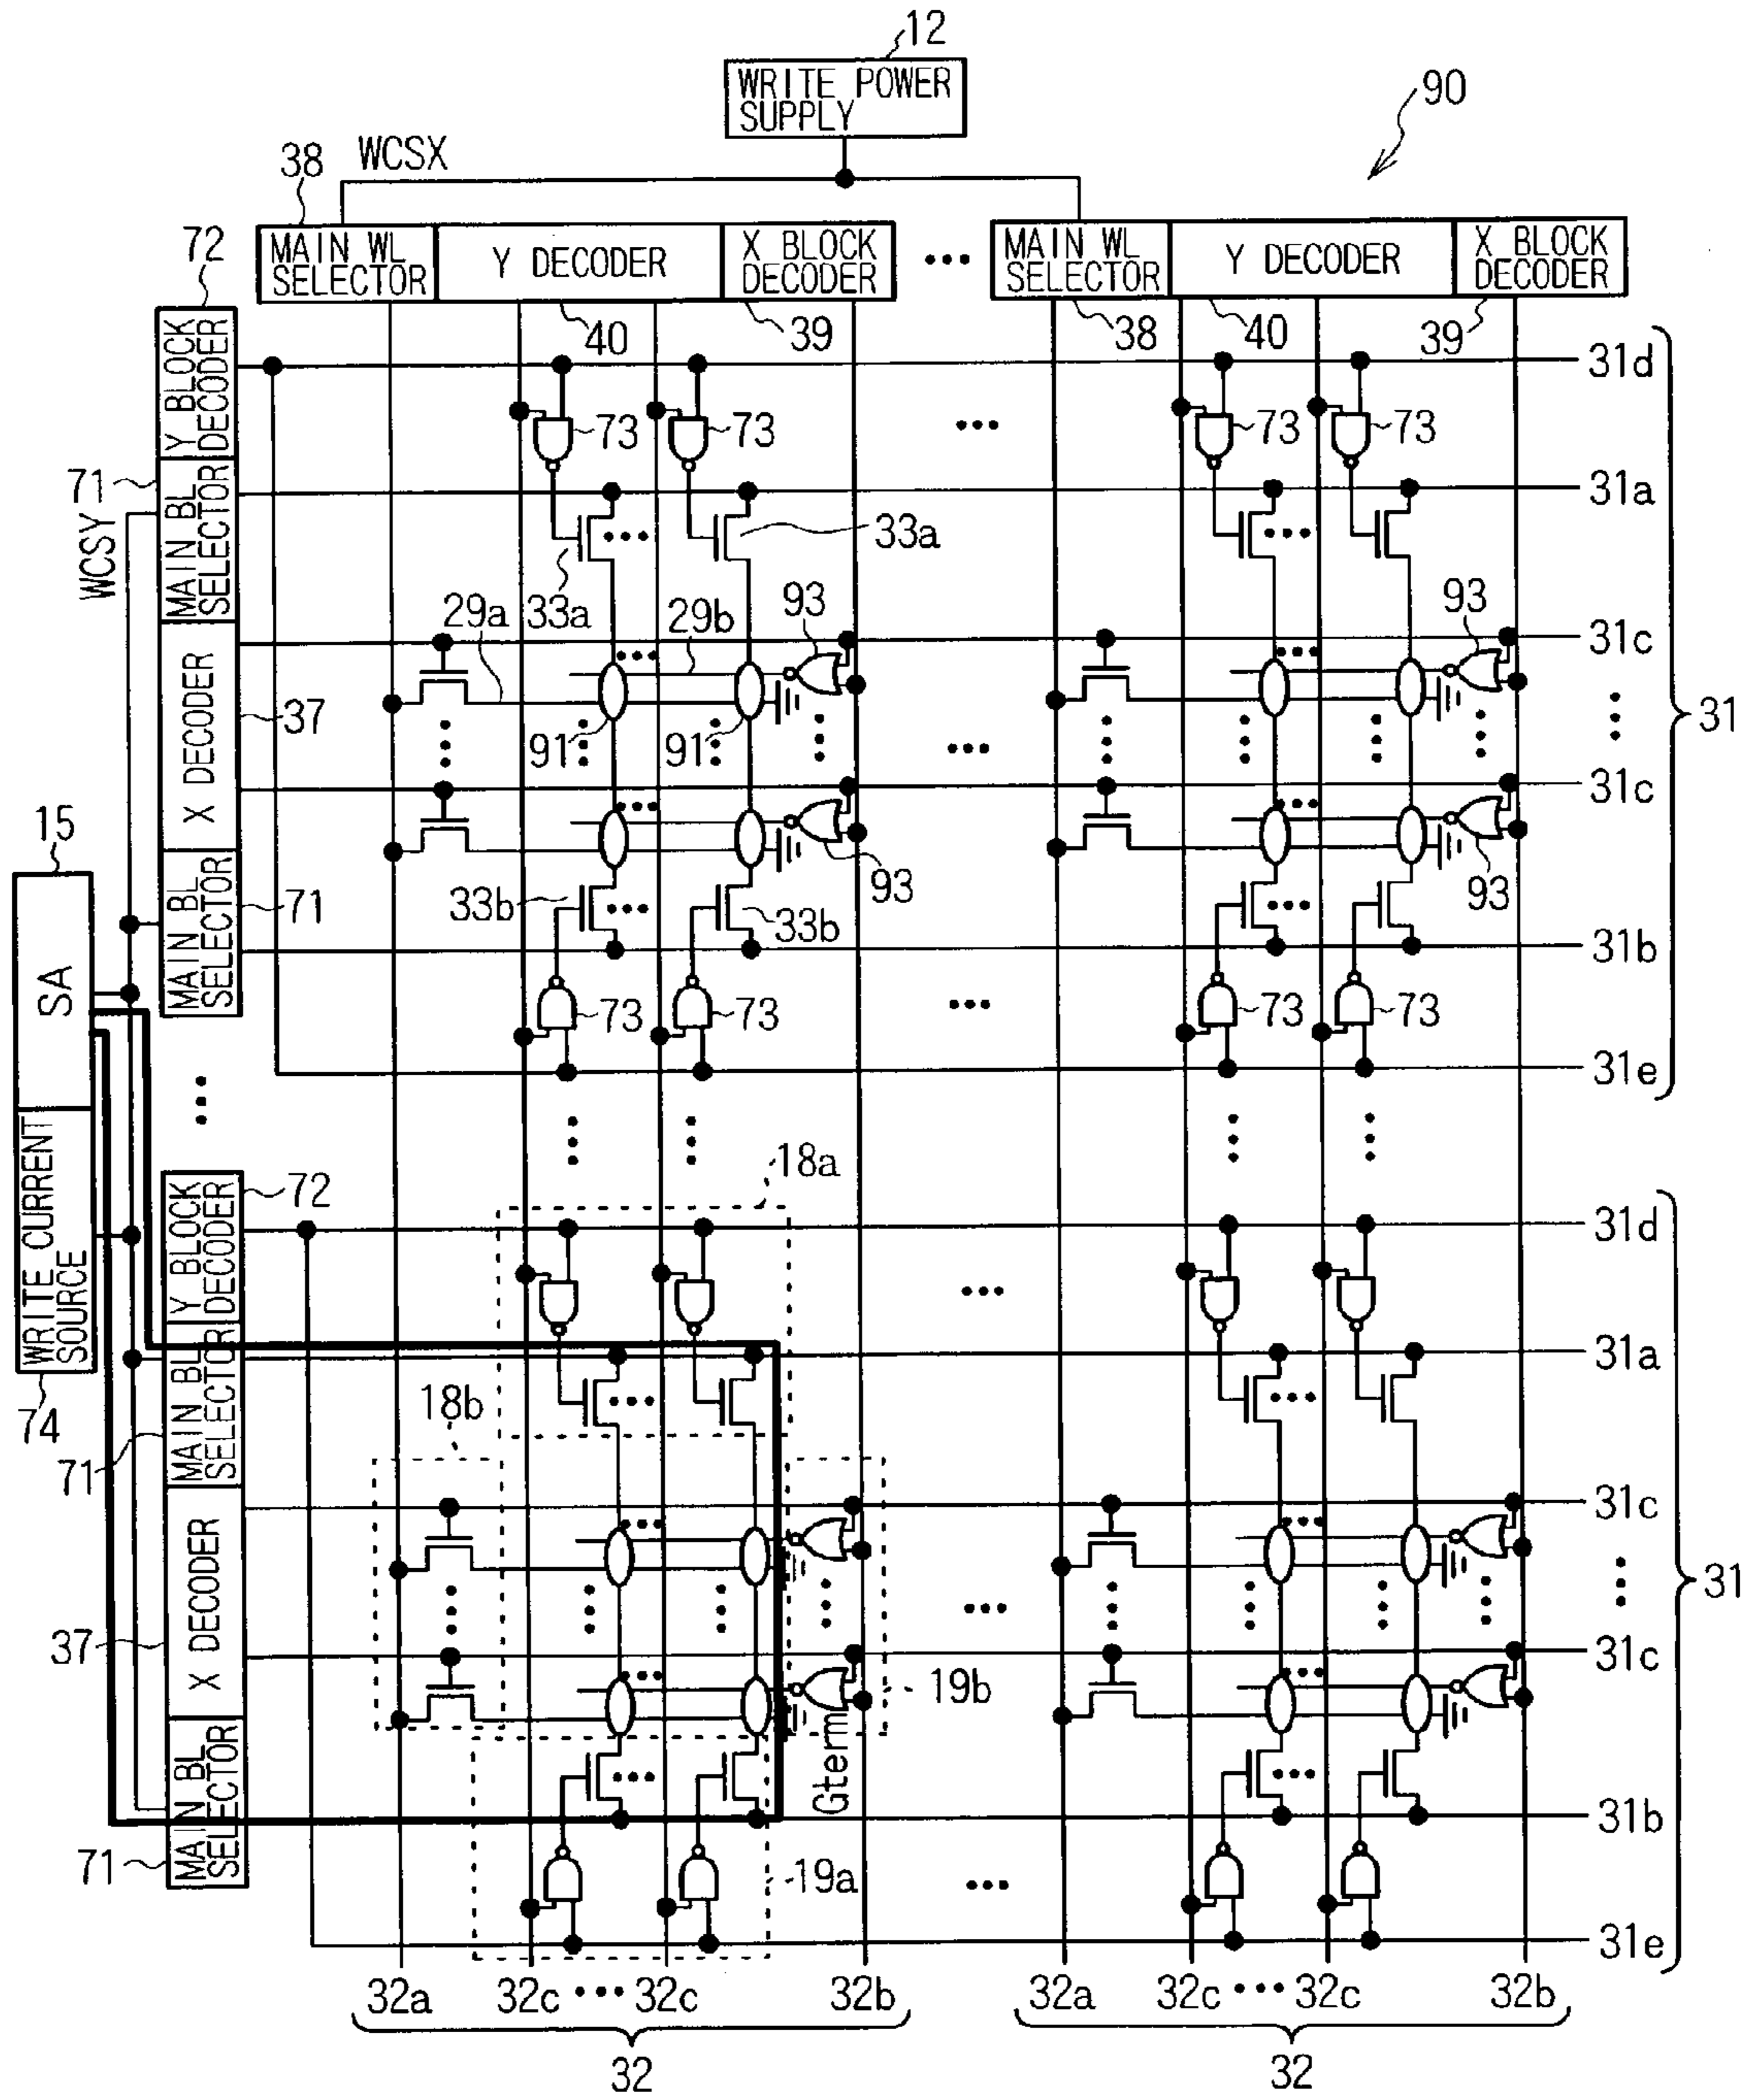 12
WRITE POWER
SUPPLY
90
WCSX
38
72
MAIN WL
SELECTOR
Y DECODER
X BLOCK
DECODER
MAIN WL
SELECTOR
Y DECODER
X BLOCK
DECODER
40
39
38
40
39
31d
Y BLOCK
DECODER
73
73
73
73
71
MAIN BL
SELECTOR
WCSY
31a
33a
33a
31
29a
29b
93
93
31c
X DECODER
37
91
91
31c
15
MAIN BL
SELECTOR
71
33b
33b
93
93
31b
SA
73
73
73
73
31e
WRITE CURRENT
SOURCE
74
72
18a
Y BLOCK
DECODER
31d
MAIN BL
SELECTOR
71
31a
18b
31c
31
X DECODER
37
31c
19b
Gterm
MAIN BL
SELECTOR
71
31b
19a
31e
32a
32c
32c
32b
32a
32c
32c
32b
32
32